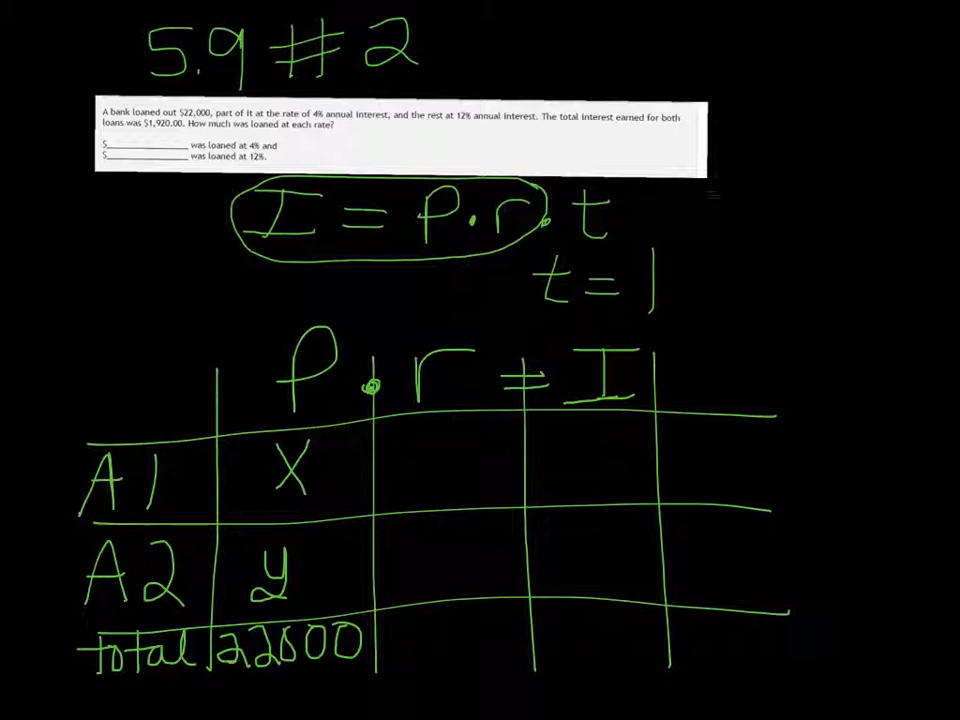 5.9 # 2
A bank loaned out $22,000, part of it at the rate of 4% annual interest, and the rest at 12% annual interest. The total interest earned for both
loans was $1,920.00. How much was loaned at each rate?
$______________ was loaned at 4% and
$______________ was loaned at 12%.
I = P · r · t
t = 1
P · r = I
A1 x
A2 y
total 22000